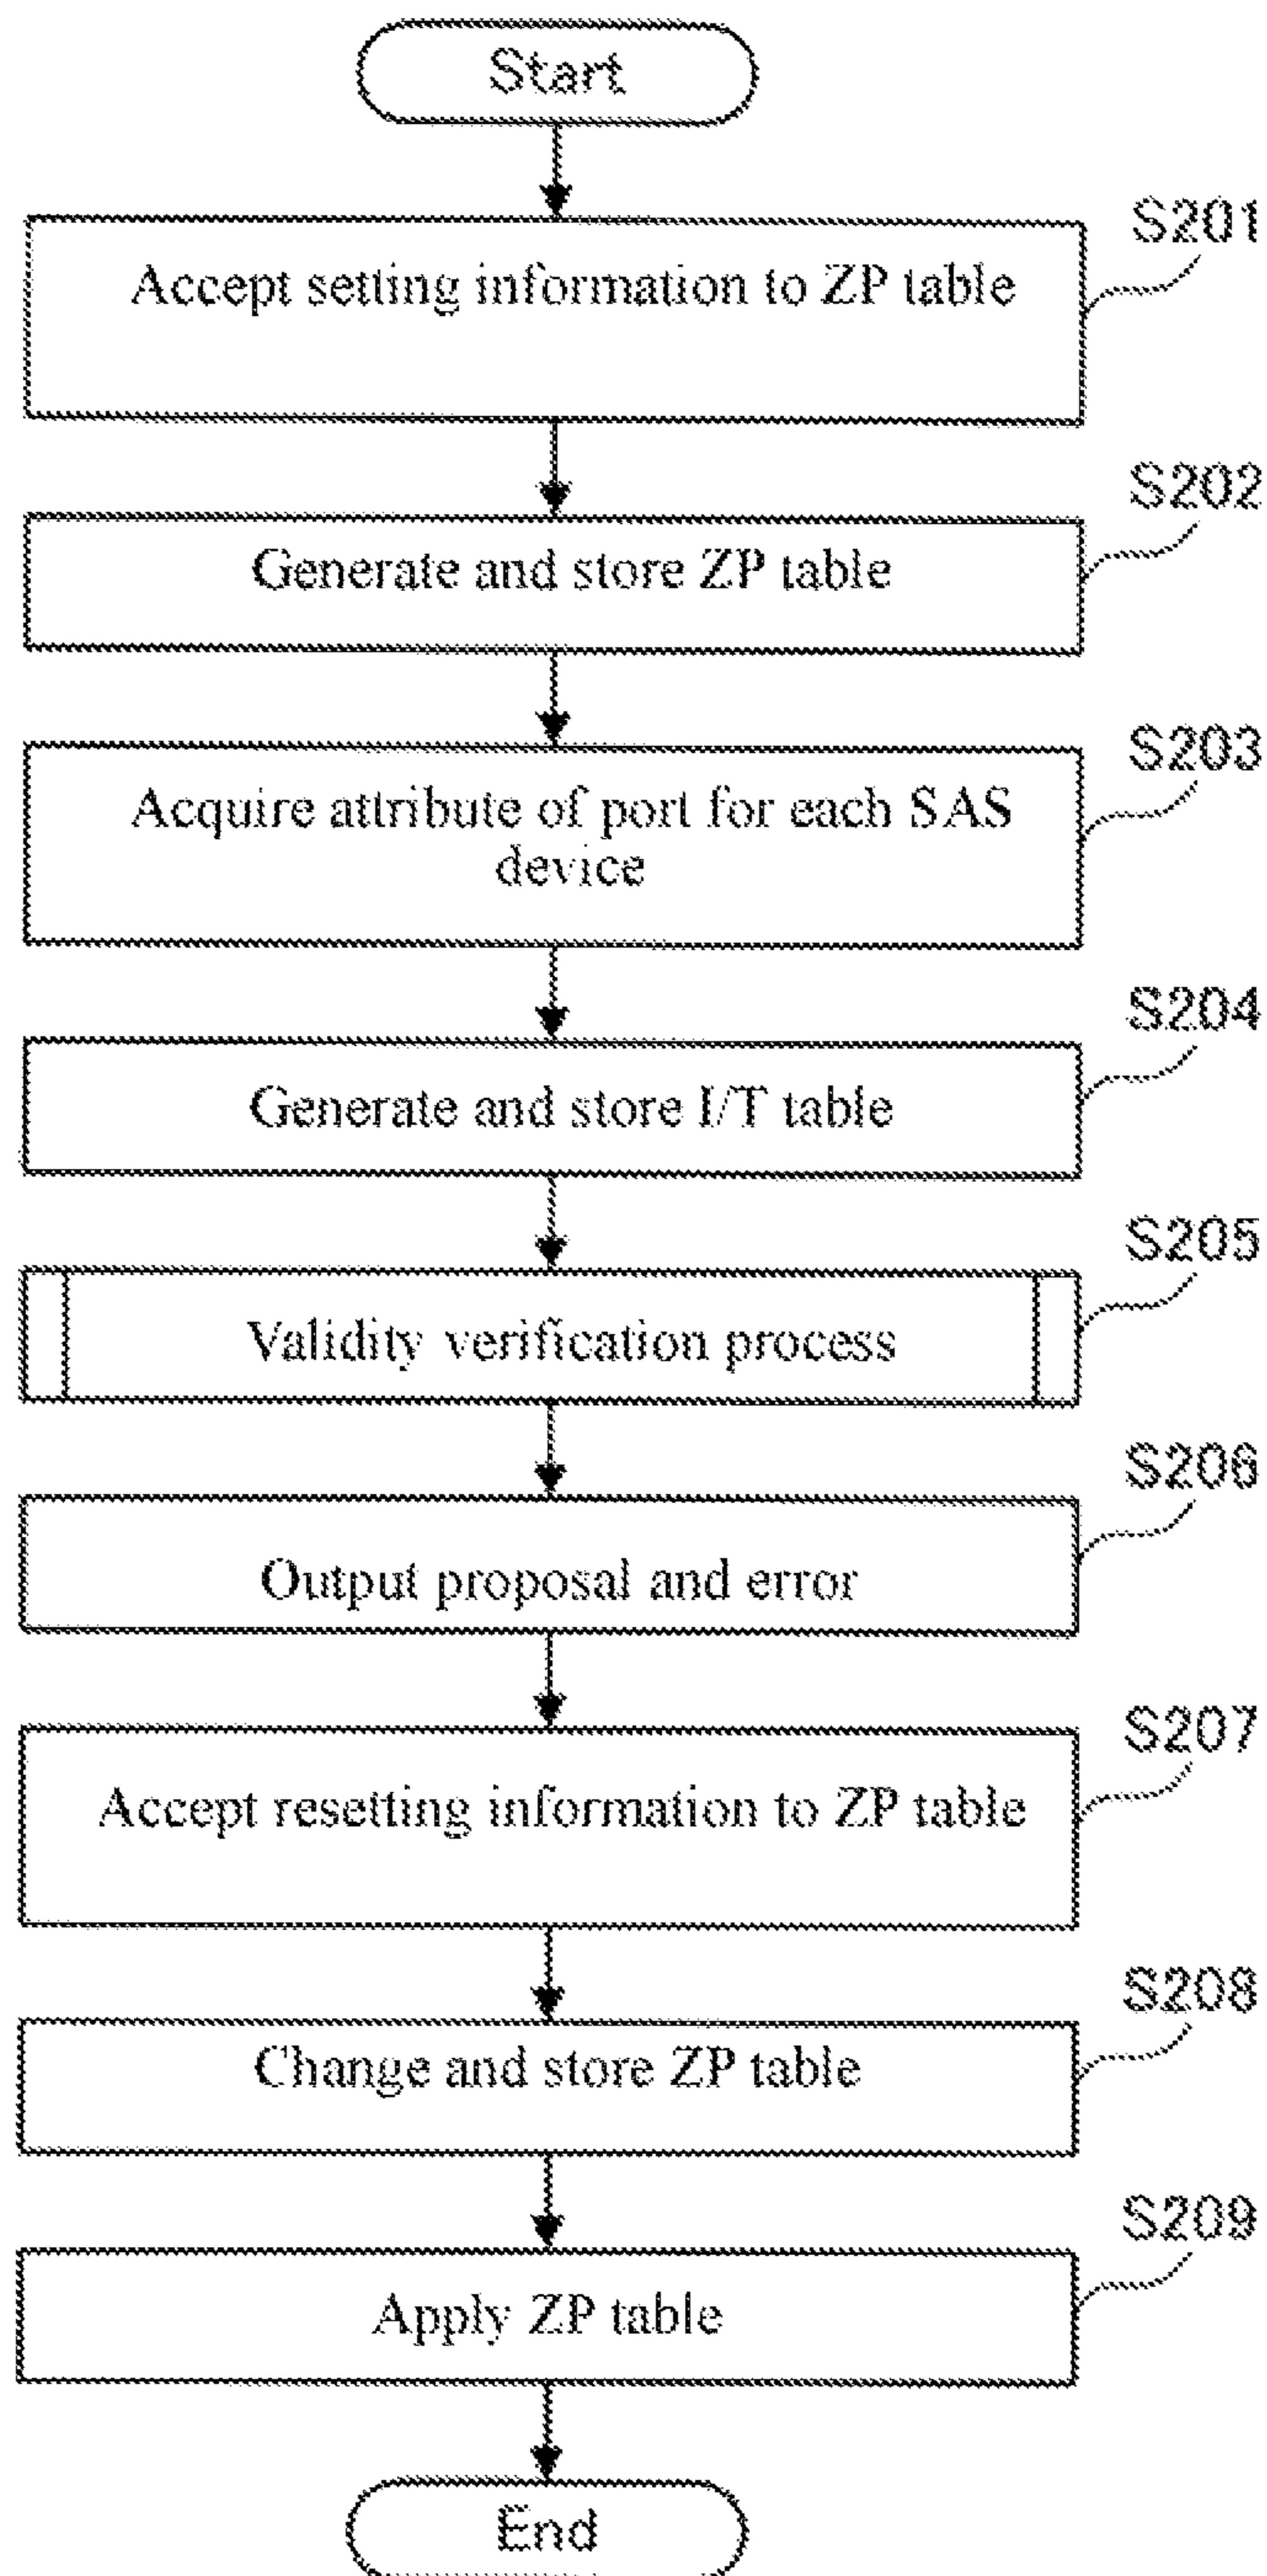 Start
S201
Accept setting information to ZP table
S202
Generate and store ZP table
S203
Acquire attribute of port for each SAS
device
S204
Generate and store I/T table
S205
Validity verification process
S206
Output proposal and error
S207
Accept resetting information to ZP table
S208
Change and store ZP table
S209
Apply ZP table
End